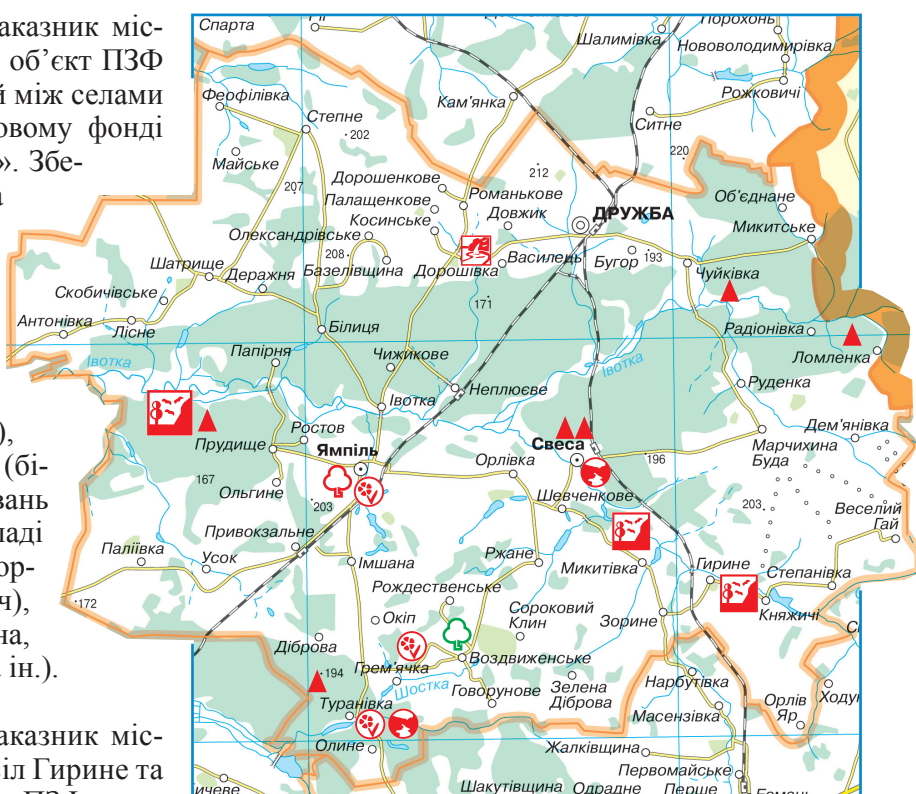 аказник міс-
об’єкт ПЗФ
й між селами
овому фонді
». Збе-
а
),
(бі-
вань
ладі
ор-
ч),
на,
ін.).
аказник міс-
іл Гирине та
Спарта
Шалимівка
Порохонь
Нововолодимирівка
Рожковичі
Феофілівка
Степне
202
Кам’янка
Ситне
220
Майське
207
212
Дорошенкове
Романькове
Палащенкове
Довжик
ДРУЖБА
Об’єднане
Косинське
Микитське
Олександрівське
208
Базелівщина
Дорошівка
Василець
Бугор
193
Чуйківка
Шатрище
Деражня
Скобичівське
171
Антонівка
Лісне
Білиця
Радіонівка
Ломленка
Папірня
Чижикове
Івотка
Івотка
Неплюєве
Руденка
Івотка
Дем’янівка
Прудище
Ростов
Ямпіль
Орлівка
Свеса
196
Марчихина
Буда
167
Ольгине
203
Шевченкове
203
Веселий
Гай
Привокзальне
Паліївка
Усок
Імшана
Ржане
Микитівка
Гирине
Степанівка
172
Рождественське
Сороковий
Клин
Княжичі
Окіп
Зорине
Діброва
194
Грем’ячка
Воздвиженське
Шостка
Говорунове
Зелена
Діброва
Нарбутівка
Орлів
Яр
Ходун
Туранівка
Масензівка
Олине
Жалківщина
Первомайське
ичеве
Шакутівщина
Одрадне
Перше